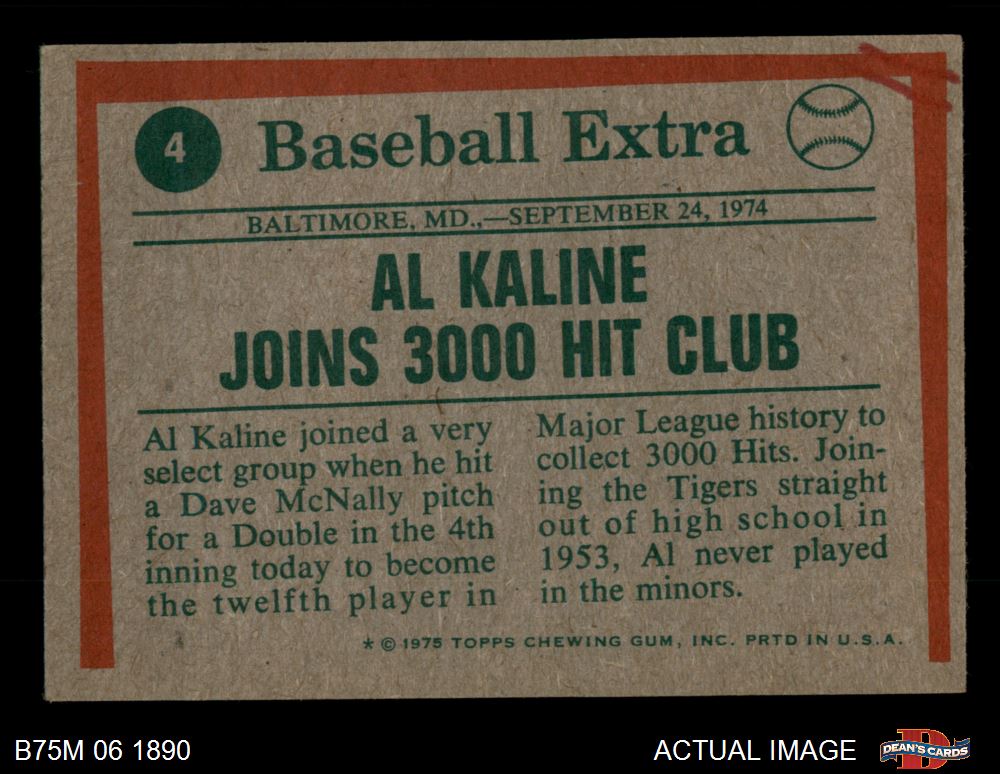 4
Baseball Extra
BALTIMORE, MD.,—SEPTEMBER 24, 1974
AL KALINE
JOINS 3000 HIT CLUB
Al Kaline joined a very
select group when he hit
a Dave McNally pitch
for a Double in the 4th
inning today to become
the twelfth player in
Major League history to
collect 3000 Hits. Join-
ing the Tigers straight
out of high school in
1953, Al never played
in the minors.
* © 1975 TOPPS CHEWING GUM, INC. PRTD IN U.S.A.
B75M 06 1890
ACTUAL IMAGE
DEAN'S CARDS